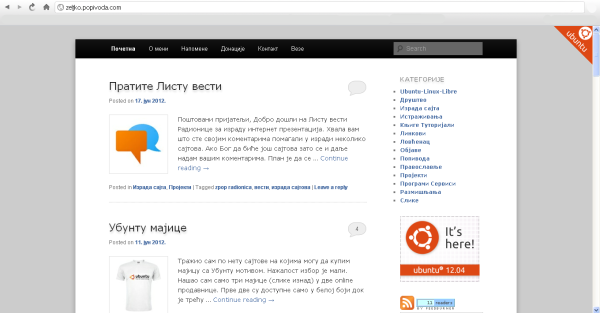 zeljko.popivoda.com
Почетна О мени Напомене Донације Контакт Везе Search
ubuntu
Пратите Листу вести
Posted on 17. јун 2012.
Поштовани пријатељи, Добро дошли на Листу вести
Радионице за израду интернет презентација. Хвала вам
што сте својим коментарима помагали у изради неколико
сајтова. Ако Бог да биће још сајтова зато се и даље
надам вашим коментарима. План је да се ... Continue
reading →
Posted in Израда сајта, Пројекти | Tagged zpop radionica, вести, израда сајтова | Leave a reply
Убунту мајице
4
Posted on 11. јун 2012.
Тражио сам по нету сајтове на којима могу да купим
мајицу са Убунту мотивом. Нажалост избор је мали.
Нашао сам само три мајице (слике изнад) у две online
продавнице. Прве две су доступне само у белој боји док
је трећу ... Continue reading →
ubuntu
КАТЕГОРИЈЕ
Ubuntu-Linux-Libre
Друштво
Израда сајта
Истраживања
Књиге Туторијали
Линкови
Ловћенац
Објаве
Попивода
Православље
Пројекти
Програми Сервиси
Размишљања
Слике
It's
here!
ubuntu® 12.04
11 readers
BY FEEDBURNER